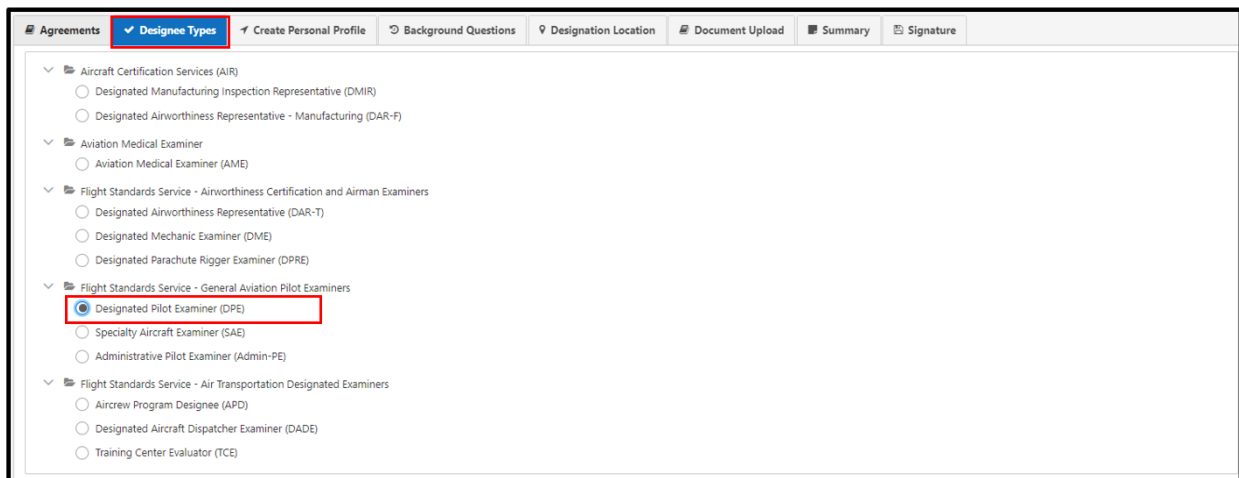 Agreements Designee Types Create Personal Profile Background Questions Designation Location Document Upload Summary Signature
Aircraft Certification Services (AIR)
Designated Manufacturing Inspection Representative (DMIR)
Designated Airworthiness Representative - Manufacturing (DAR-F)
Aviation Medical Examiner
Aviation Medical Examiner (AME)
Flight Standards Service - Airworthiness Certification and Airman Examiners
Designated Airworthiness Representative (DAR-T)
Designated Mechanic Examiner (DME)
Designated Parachute Rigger Examiner (DPRE)
Flight Standards Service - General Aviation Pilot Examiners
Designated Pilot Examiner (DPE)
Specialty Aircraft Examiner (SAE)
Administrative Pilot Examiner (Admin-PE)
Flight Standards Service - Air Transportation Designated Examiners
Aircrew Program Designee (APD)
Designated Aircraft Dispatcher Examiner (DADE)
Training Center Evaluator (TCE)